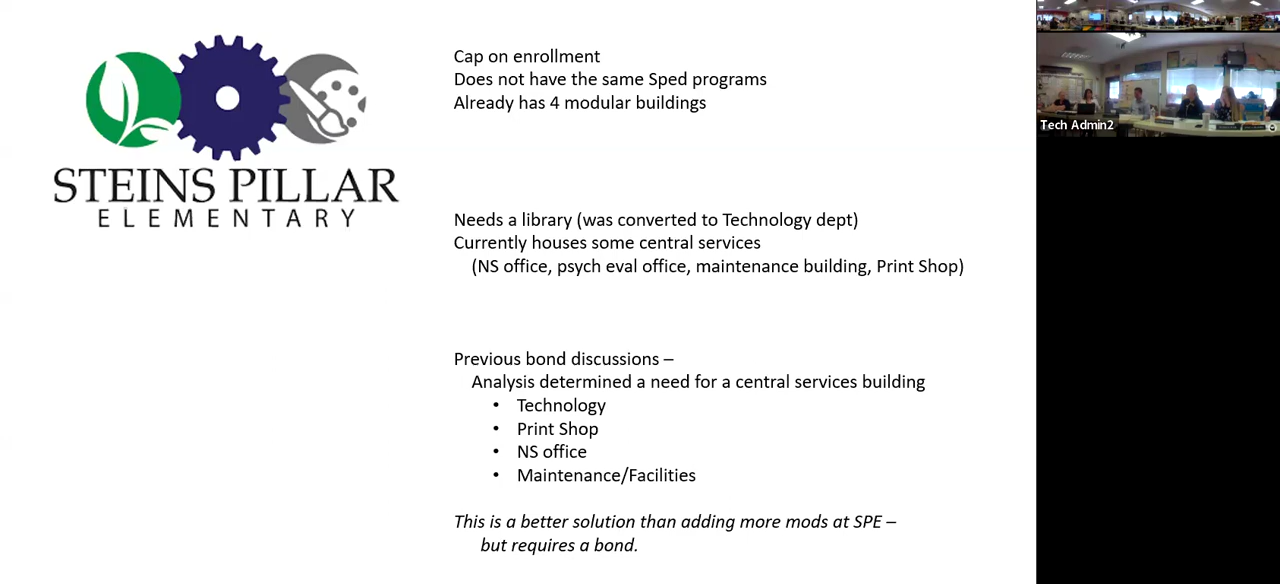 STEINS PILLAR
ELEMENTARY
Cap on enrollment
Does not have the same Sped programs
Already has 4 modular buildings
Needs a library (was converted to Technology dept)
Currently houses some central services
(NS office, psych eval office, maintenance building, Print Shop)
Previous bond discussions –
Analysis determined a need for a central services building
• Technology
• Print Shop
• NS office
• Maintenance/Facilities
This is a better solution than adding more mods at SPE –
but requires a bond.
Tech Admin2